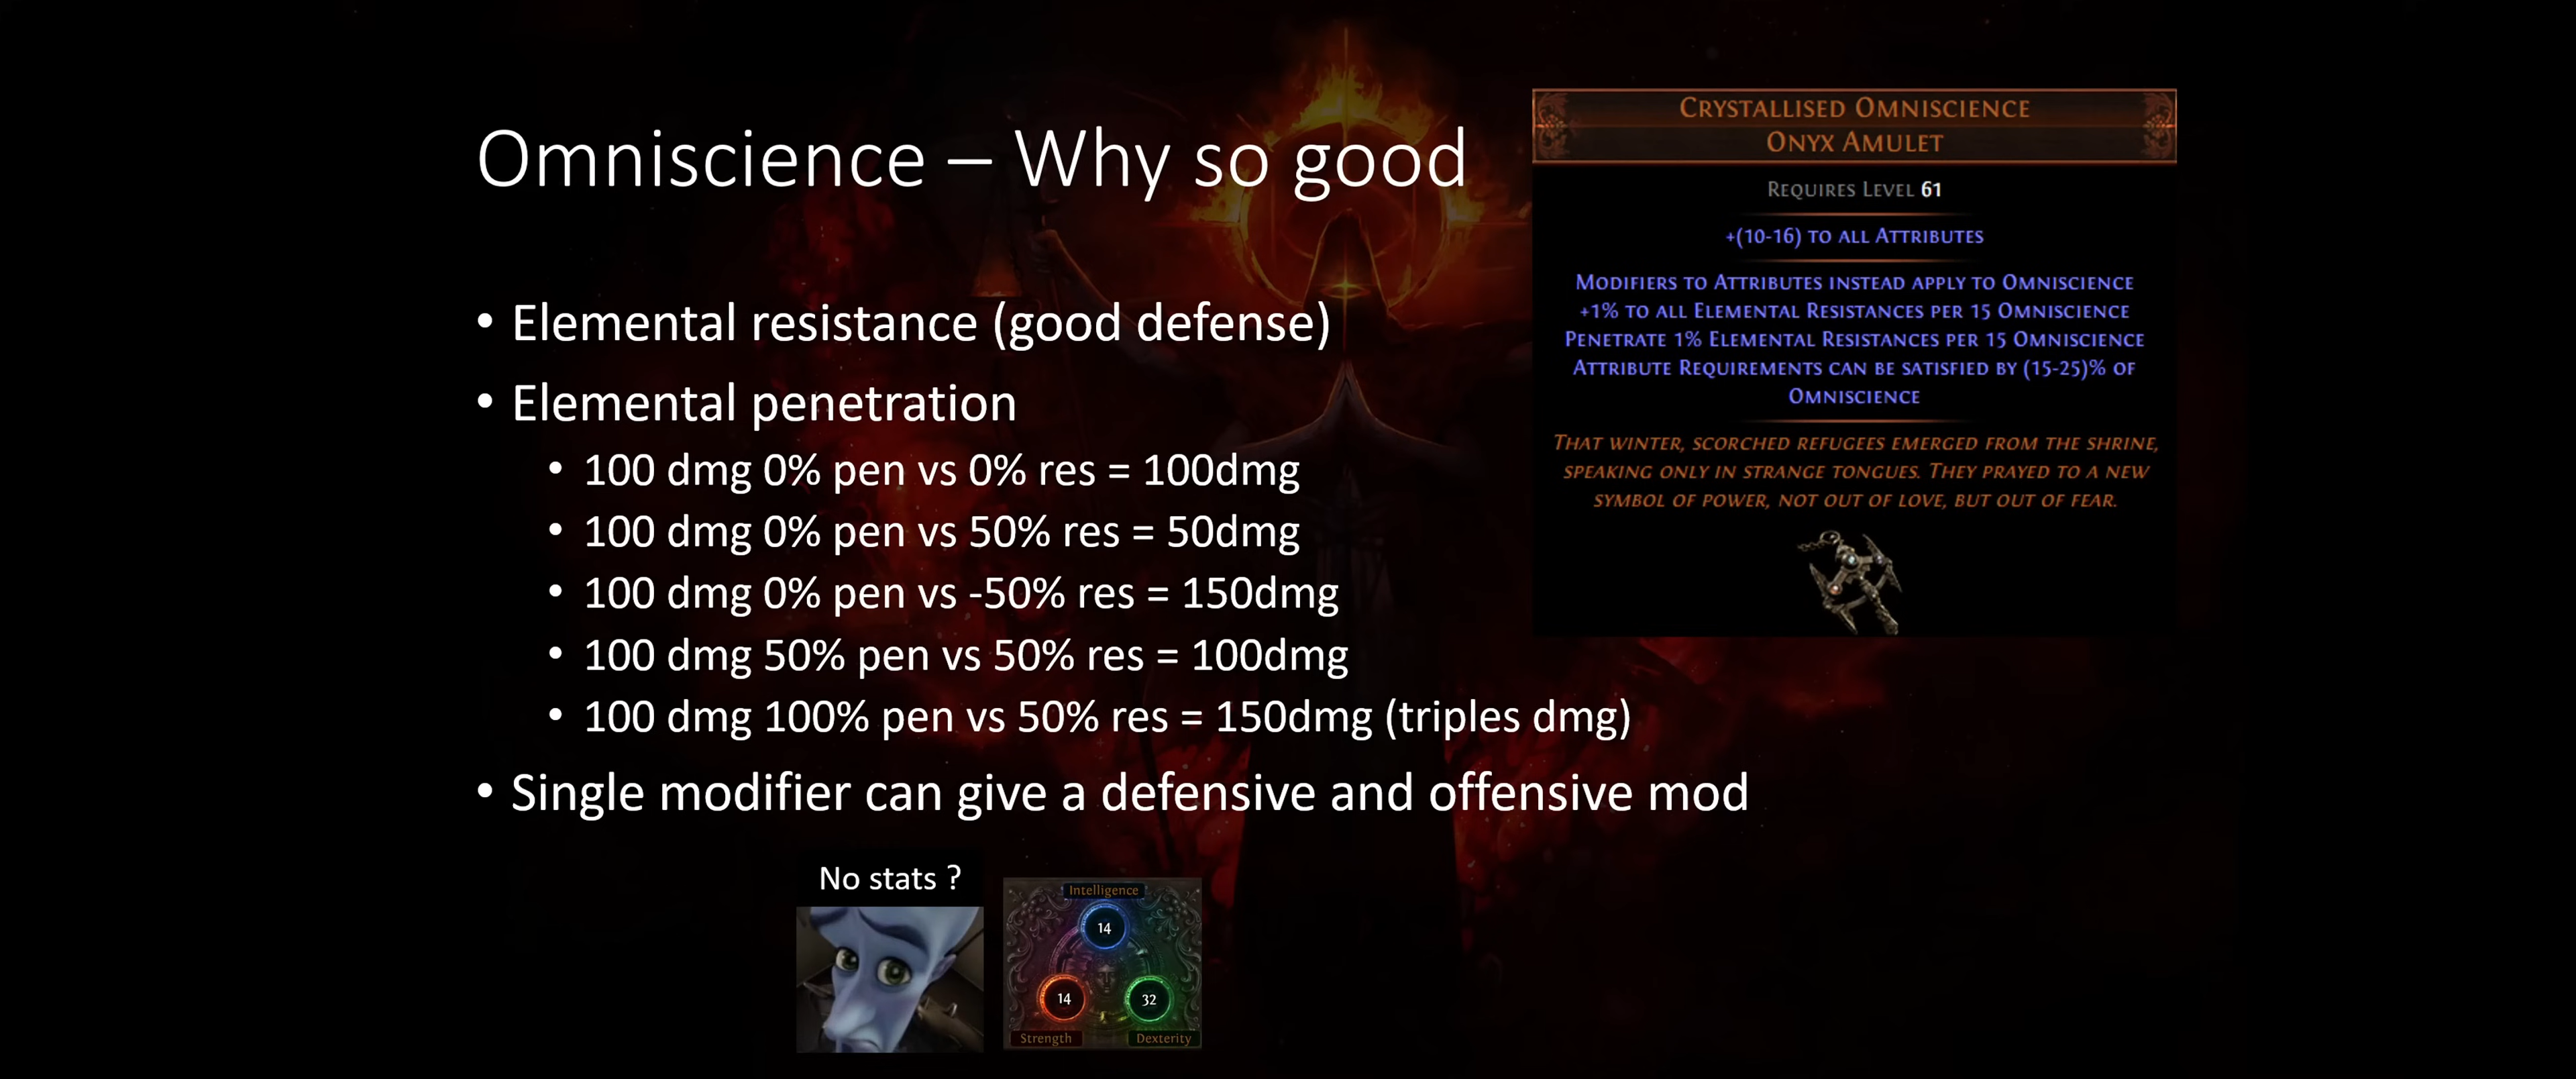 Omniscience – Why so good
• Elemental resistance (good defense)
• Elemental penetration
• 100 dmg 0% pen vs 0% res = 100dmg
• 100 dmg 0% pen vs 50% res = 50dmg
• 100 dmg 0% pen vs -50% res = 150dmg
• 100 dmg 50% pen vs 50% res = 100dmg
• 100 dmg 100% pen vs 50% res = 150dmg (triples dmg)
• Single modifier can give a defensive and offensive mod
CRYSTALLISED OMNISCIENCE
ONYX AMULET
REQUIRES LEVEL 61
+(10-16) TO ALL ATTRIBUTES
MODIFIERS TO ATTRIBUTES INSTEAD APPLY TO OMNISCIENCE
+1% TO ALL ELEMENTAL RESISTANCES PER 15 OMNISCIENCE
PENETRATE 1% ELEMENTAL RESISTANCES PER 15 OMNISCIENCE
ATTRIBUTE REQUIREMENTS CAN BE SATISFIED BY (15-25)% OF
OMNISCIENCE
THAT WINTER, SCORCHED REFUGEES EMERGED FROM THE SHRINE,
SPEAKING ONLY IN STRANGE TONGUES. THEY PRAYED TO A NEW
SYMBOL OF POWER, NOT OUT OF LOVE, BUT OUT OF FEAR.
No stats ?
Intelligence
14
14
32
Strength
Dexterity